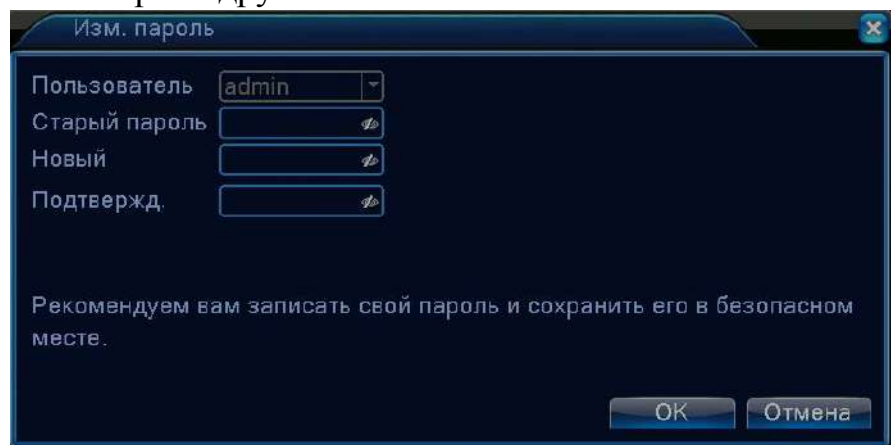 Изм. пароль
Пользователь admin
Старый пароль
Новый
Подтвержд.
Рекомендуем вам записать свой пароль и сохранить его в безопасном
месте.
OK Отмена